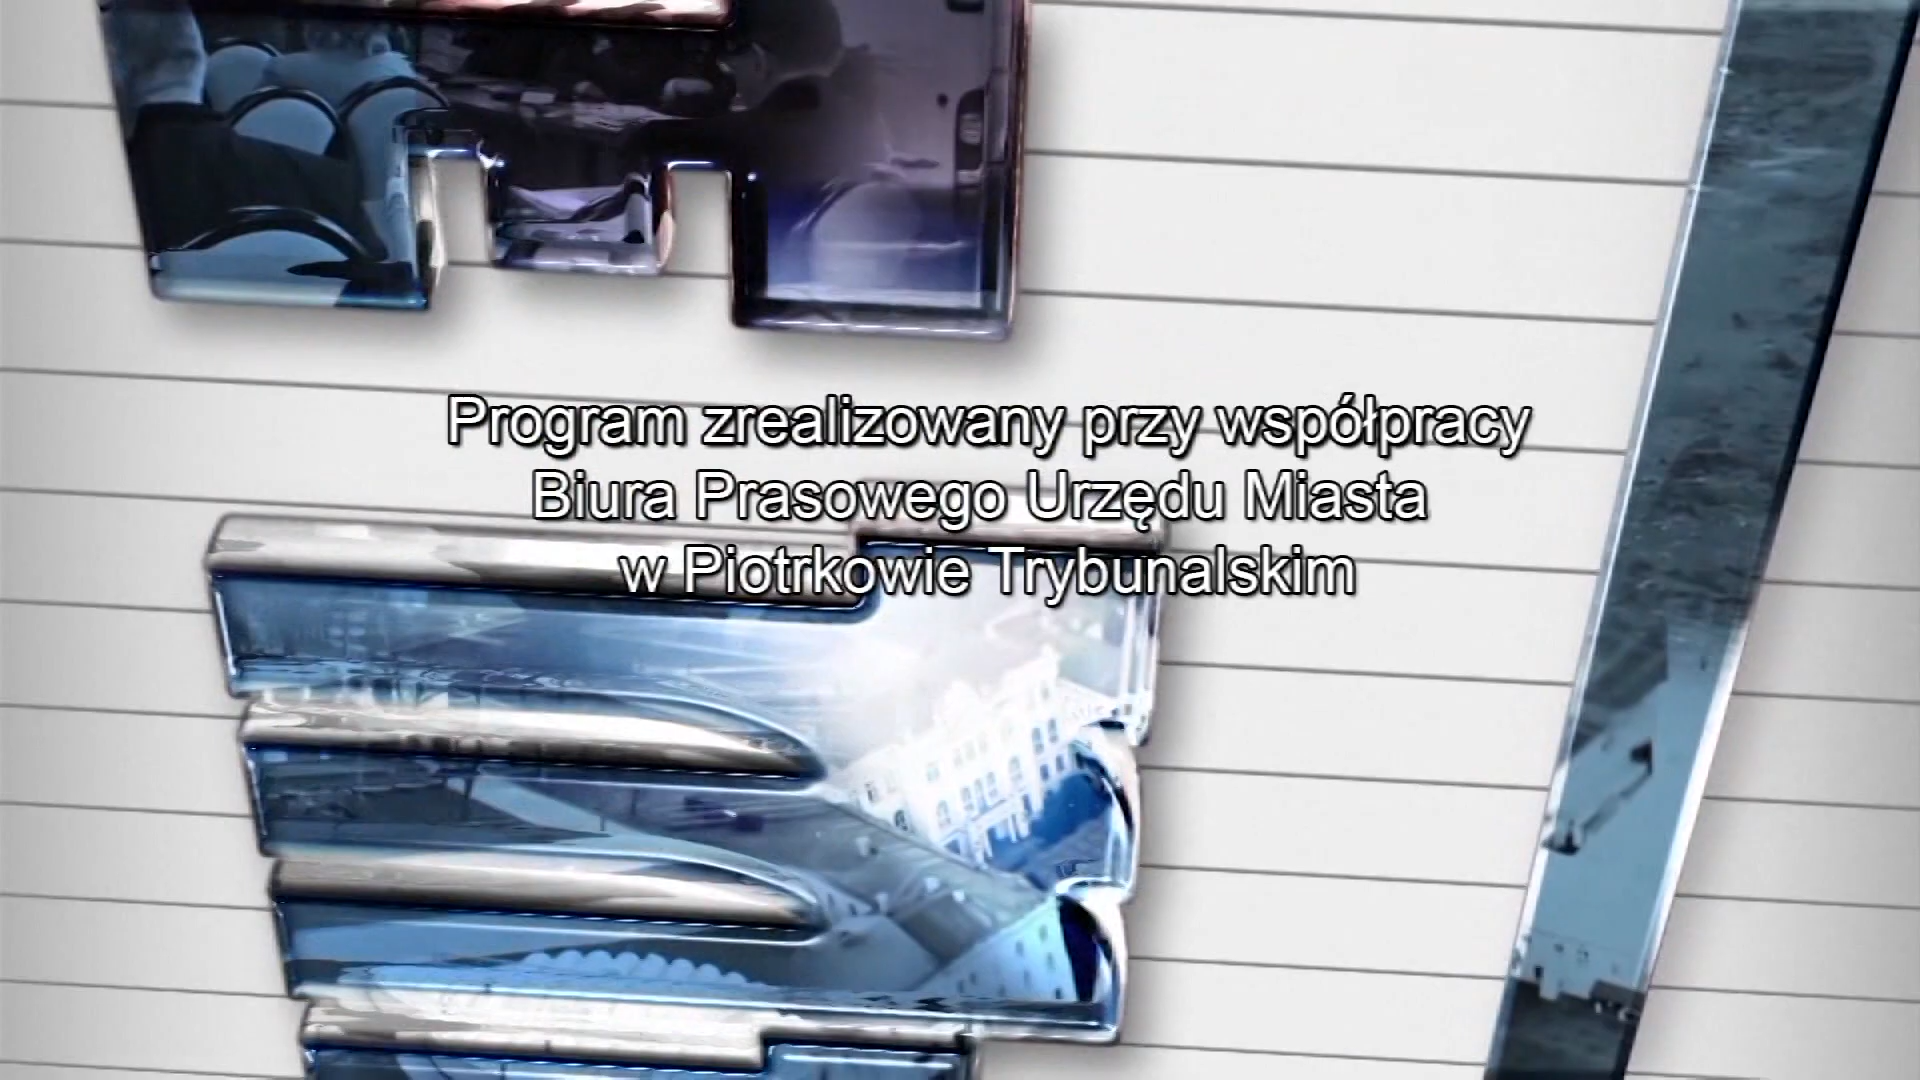 Program zrealizowany przy współpracy
Biura Prasowego Urzędu Miasta
w Piotrkowie Trybunalskim